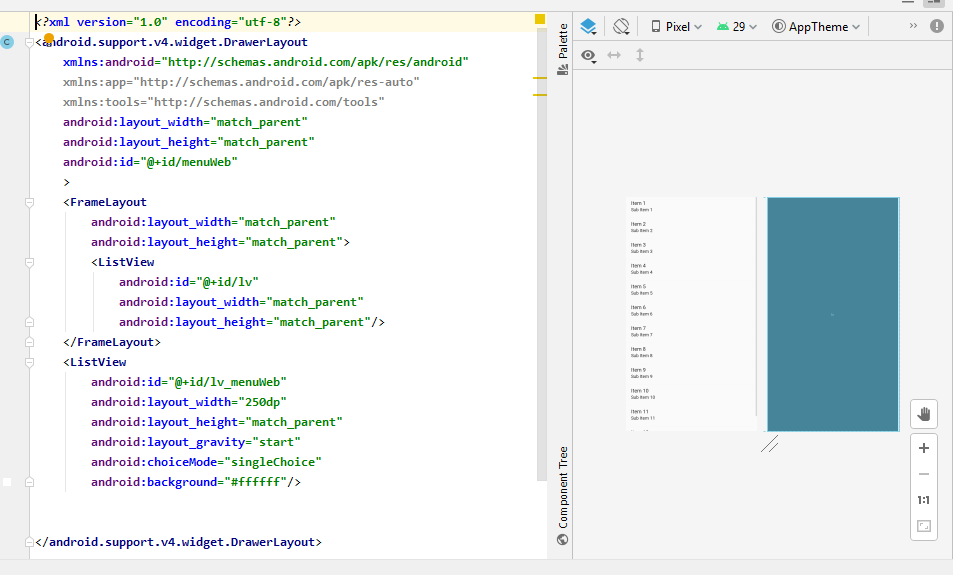 <?xml version="1.0" encoding="utf-8"?>
<android.support.v4.widget.DrawerLayout
xmlns:android="http://schemas.android.com/apk/res/android"
xmlns:app="http://schemas.android.com/apk/res-auto"
xmlns:tools="http://schemas.android.com/tools"
android:layout_width="match_parent"
android:layout_height="match_parent"
android:id="@+id/menuWeb"
>
<FrameLayout
android:layout_width="match_parent"
android:layout_height="match_parent">
<ListView
android:id="@+id/lv"
android:layout_width="match_parent"
android:layout_height="match_parent"/>
</FrameLayout>
<ListView
android:id="@+id/lv_menuWeb"
android:layout_width="250dp"
android:layout_height="match_parent"
android:layout_gravity="start"
android:choiceMode="singleChoice"
android:background="#ffffff"/>
</android.support.v4.widget.DrawerLayout>
C
Palette
Component Tree
Pixel
29
AppTheme
Item 1
Sub Item 1
Item 2
Sub Item 2
Item 3
Sub Item 3
Item 4
Sub Item 4
Item 5
Sub Item 5
Item 6
Sub Item 6
Item 7
Sub Item 7
Item 8
Sub Item 8
Item 9
Sub Item 9
Item 10
Sub Item 10
Item 11
Sub Item 11
1:1